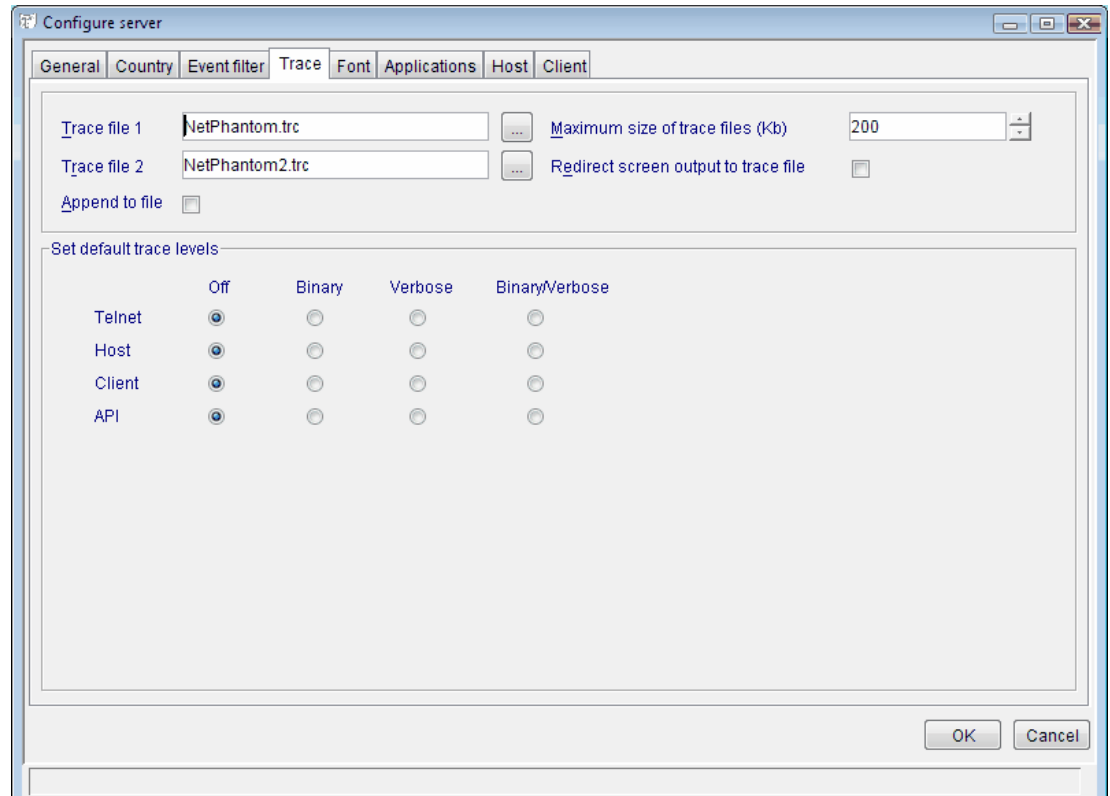 Configure server
General Country Event filter Trace Font Applications Host Client
Trace file 1 NetPhantom.trc ... Maximum size of trace files (Kb) 200
Trace file 2 NetPhantom2.trc ... Redirect screen output to trace file
Append to file
Set default trace levels
Off Binary Verbose Binary/Verbose
Telnet
Host
Client
API
OK Cancel